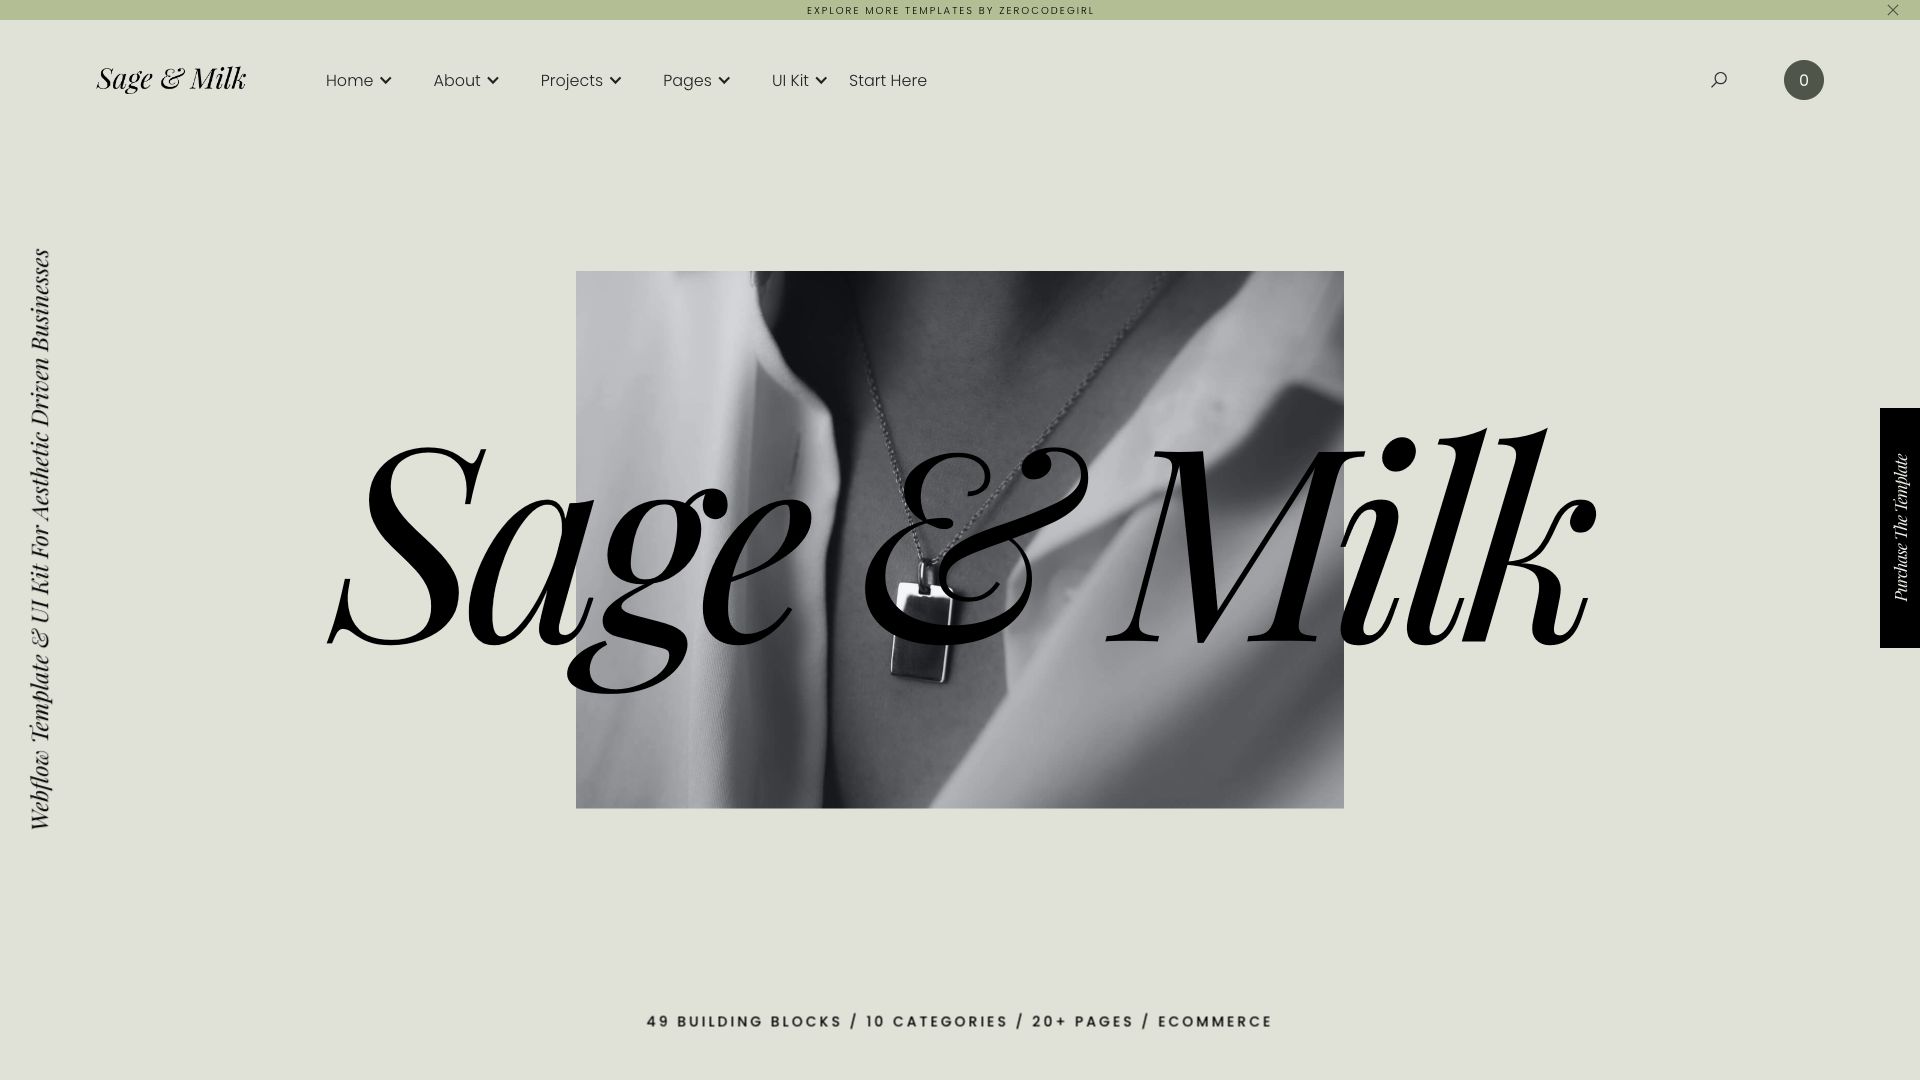 EXPLORE MORE TEMPLATES BY ZEROCODEGIRL
Sage & Milk
Home
About
Projects
Pages
UI Kit
Start Here
0
Webflow Template & UI Kit For Aesthetic Driven Businesses
Sage & Milk
Purchase The Template
49 BUILDING BLOCKS / 10 CATEGORIES / 20+ PAGES / ECOMMERCE